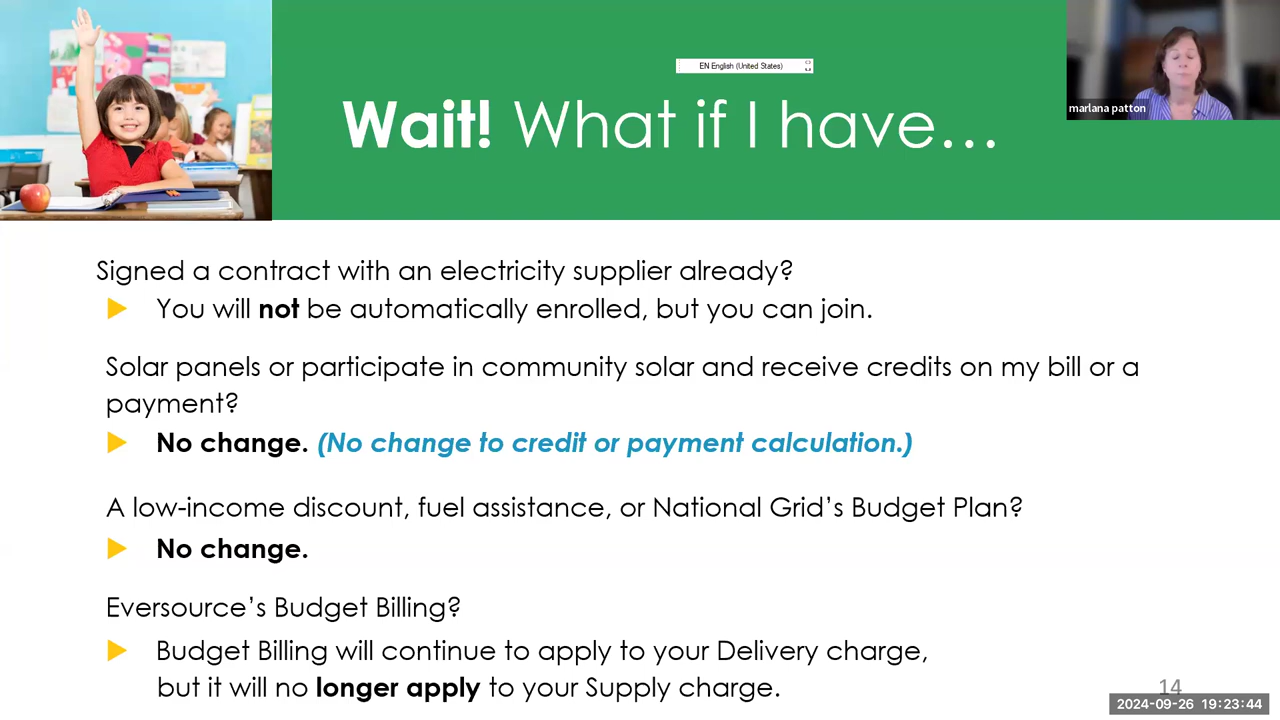 EN English (United States)
marlana patton
Wait! What if I have…
Signed a contract with an electricity supplier already?
You will not be automatically enrolled, but you can join.
Solar panels or participate in community solar and receive credits on my bill or a
payment?
No change. (No change to credit or payment calculation.)
A low-income discount, fuel assistance, or National Grid’s Budget Plan?
No change.
Eversource’s Budget Billing?
Budget Billing will continue to apply to your Delivery charge,
but it will no longer apply to your Supply charge.
14
2024-09-26 19:23:44